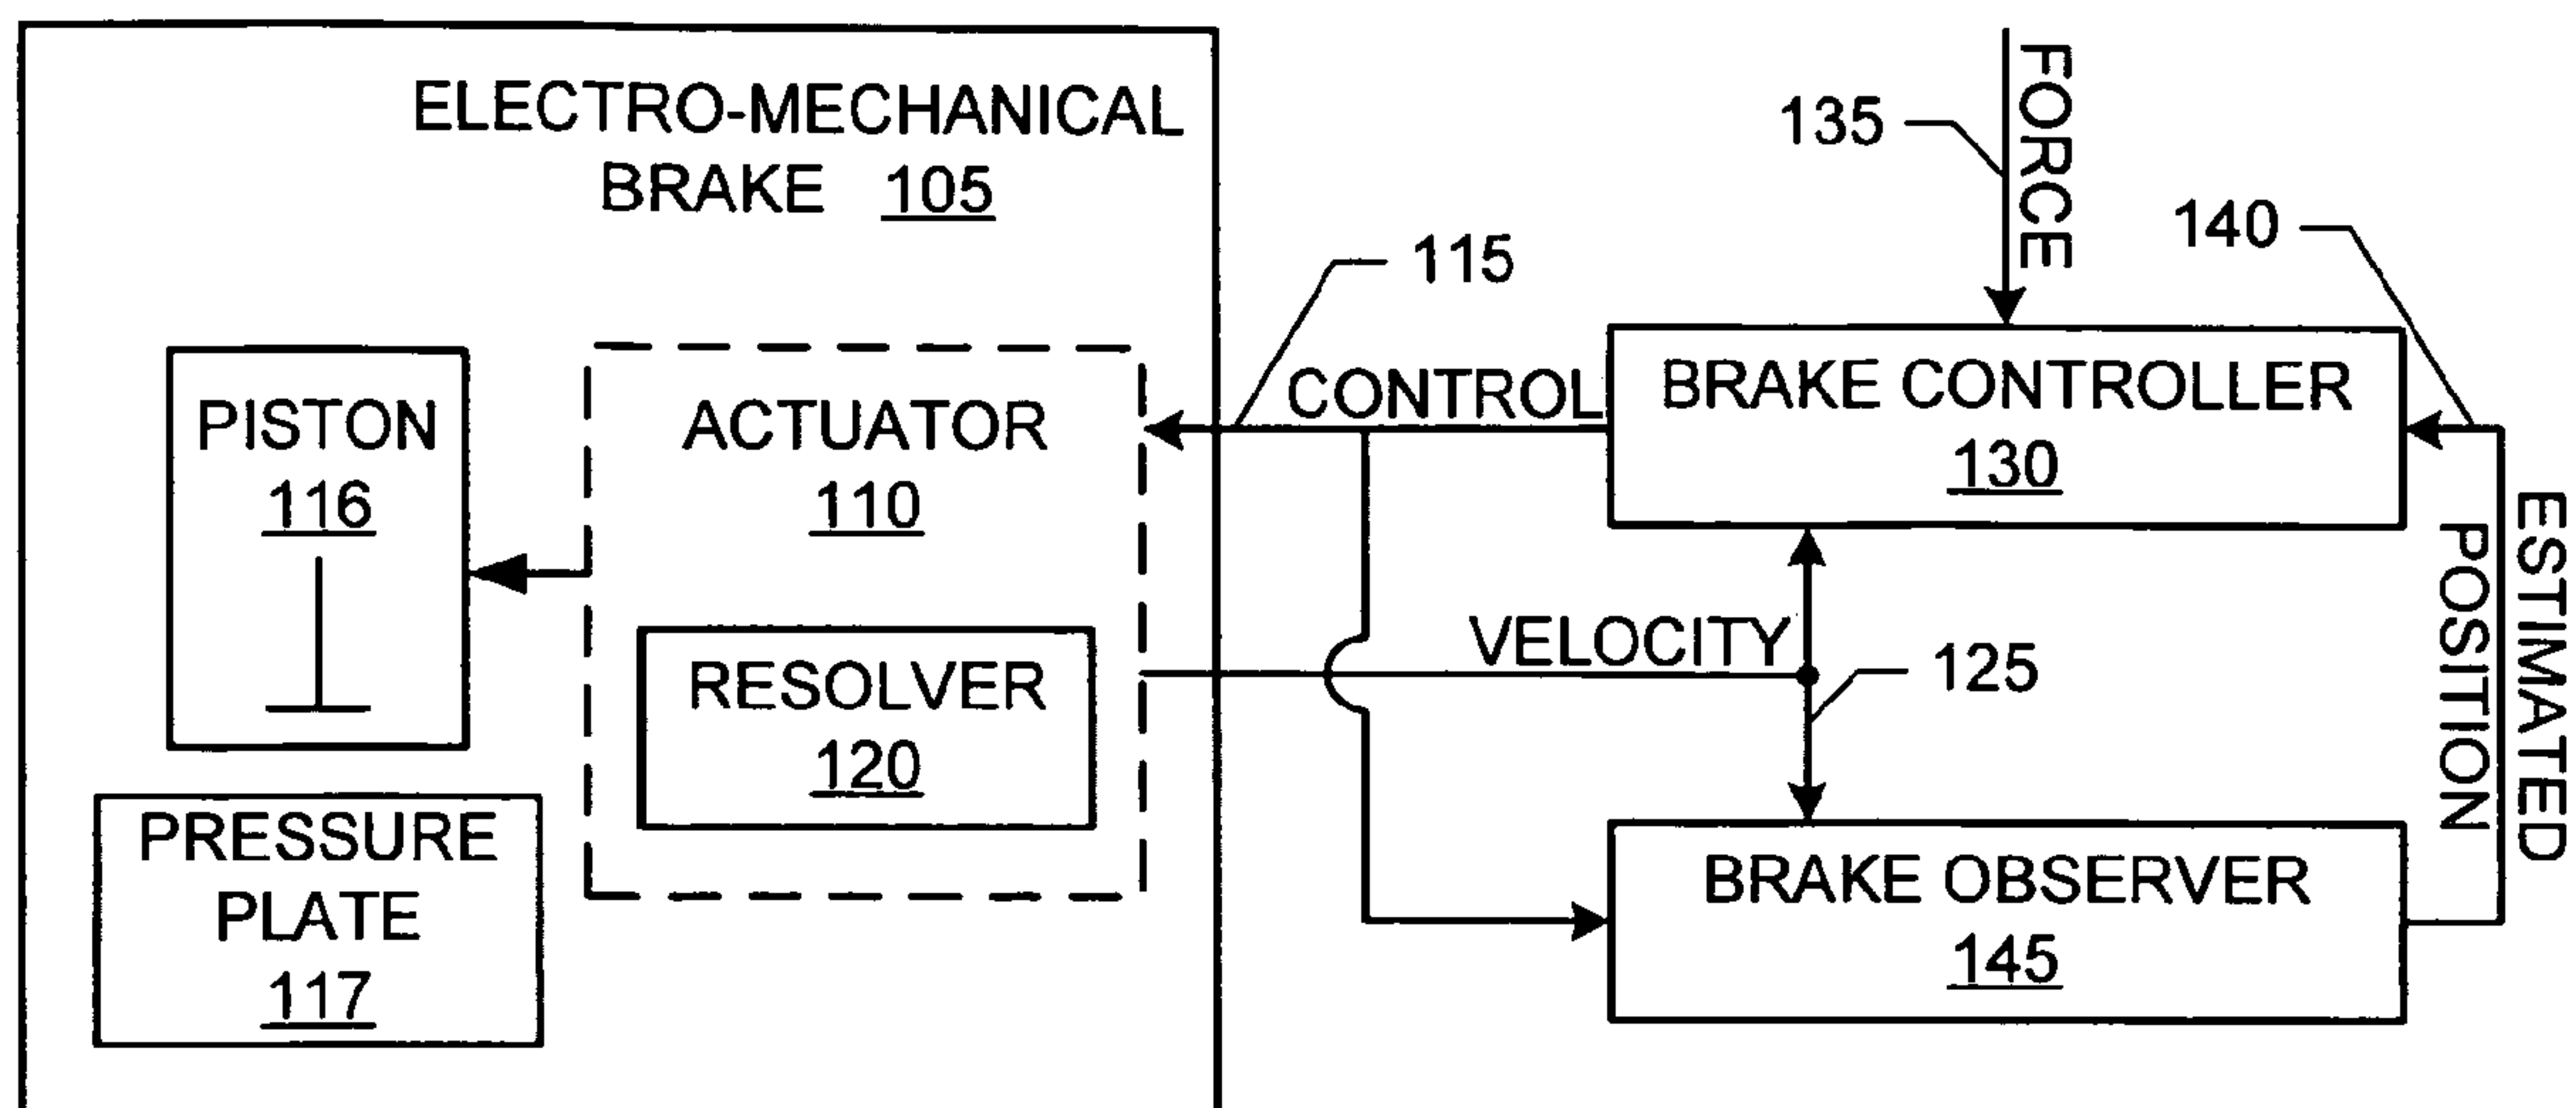 ELECTRO-MECHANICAL
BRAKE 105
PISTON
116
ACTUATOR
110
RESOLVER
120
PRESSURE
PLATE
117
115
CONTROL
VELOCITY
125
135
FORCE
140
BRAKE CONTROLLER
130
BRAKE OBSERVER
145
ESTIMATED
POSITION